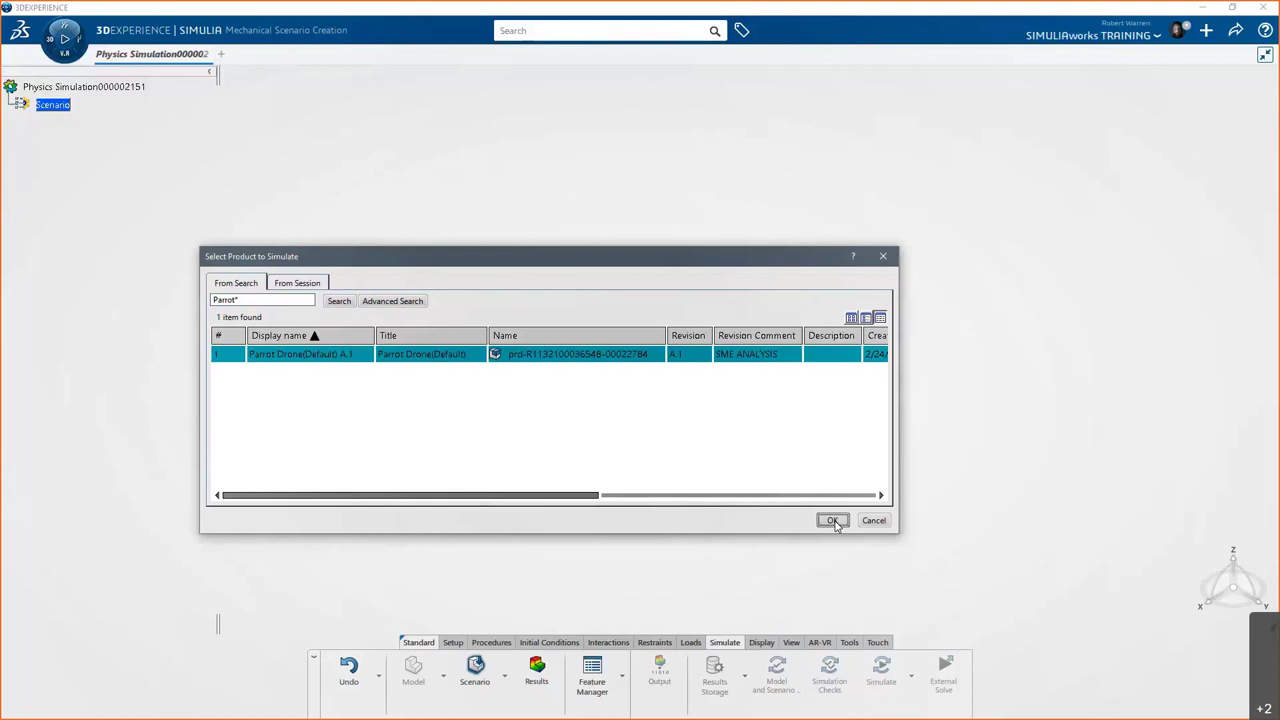 3DEXPERIENCE
3DEXPERIENCE | SIMULIA Mechanical Scenario Creation
Search
Robert Warren
SIMULIAworks TRAINING
3D
V.R
Physics Simulation000002
Physics Simulation000002151
Scenario
Select Product to Simulate
From Search From Session
Parrot* Search Advanced Search
1 item found
# Display name Title Name Revision Revision Comment Description Crea
1 Parrot Drone(Default) A.1 Parrot Drone(Default) prd-R1132100036548-00022784 A.1 SME ANALYSIS 2/24/
OK Cancel
Z
X Y
Standard Setup Procedures Initial Conditions Interactions Restraints Loads Simulate Display View AR-VR Tools Touch
Undo Model Scenario Results Feature Manager Output Results Storage Model and Scenario .. Simulation Checks Simulate External Solve
+2